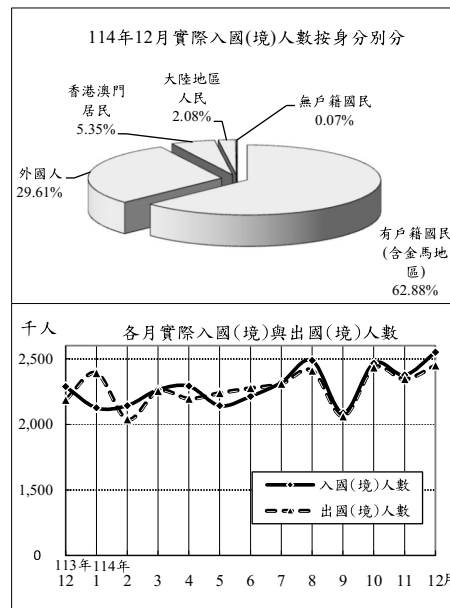 114年12月實際入國(境)人數按身分別分
大陸地區
人民
2.08%
香港澳門
居民
5.35%
無戶籍國民
0.07%
外國人
29.61%
有戶籍國民
(含金馬地
區)
62.88%
千人
各月實際入國(境)與出國(境)人數
2,500
2,000
1,500
0
入國(境)人數
出國(境)人數
113年114年
12 1 2 3 4 5 6 7 8 9 10 11 12月